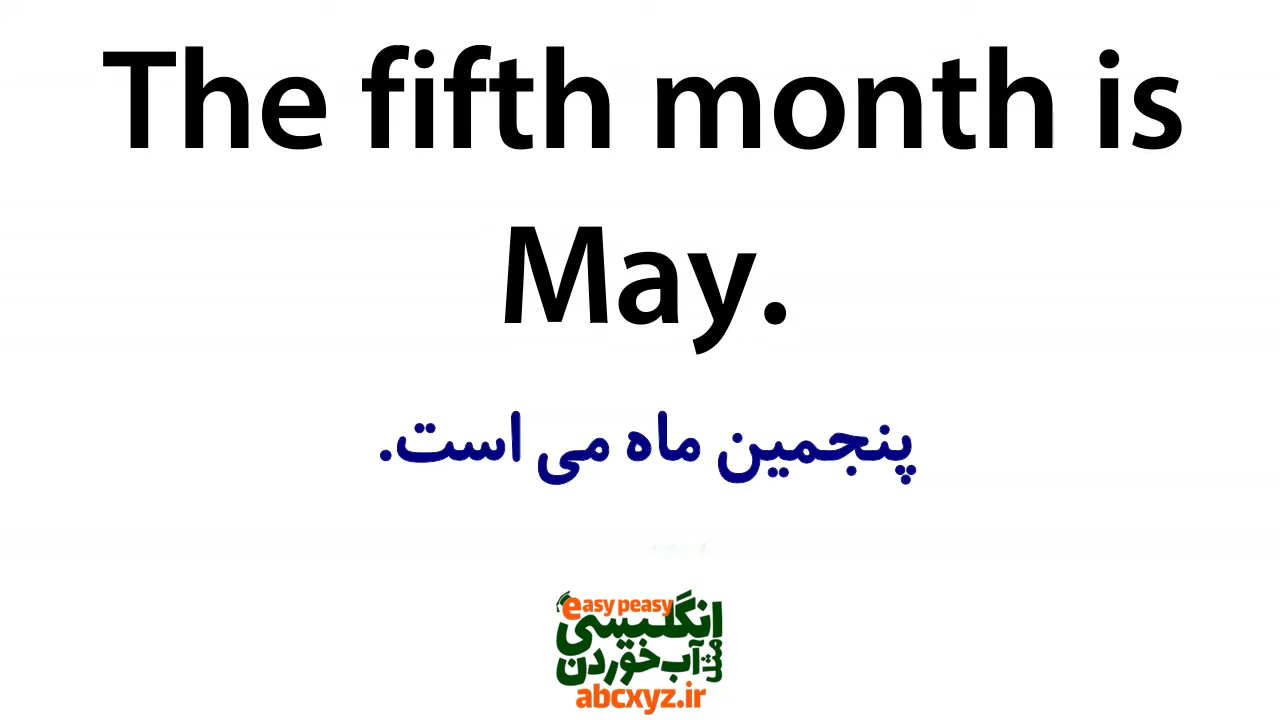 The fifth month is
May.
پنجمین ماه می است.
easy peasy
انگلیسی
مثل آب خوردن
abcxyz.ir